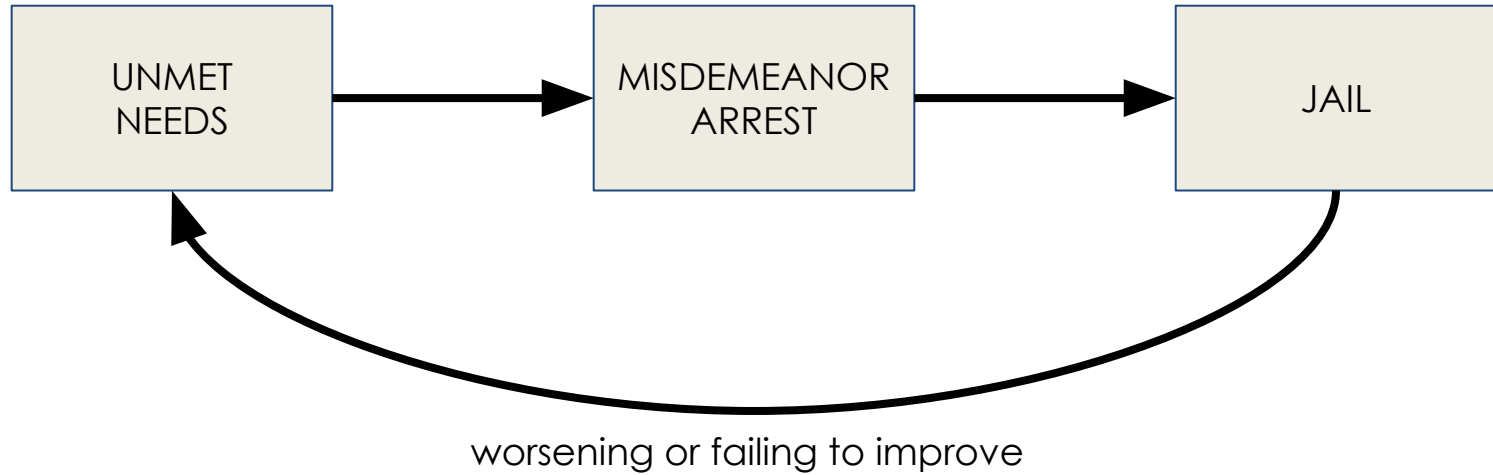 UNMET
NEEDS
MISDEMEANOR
ARREST
JAIL
worsening or failing to improve